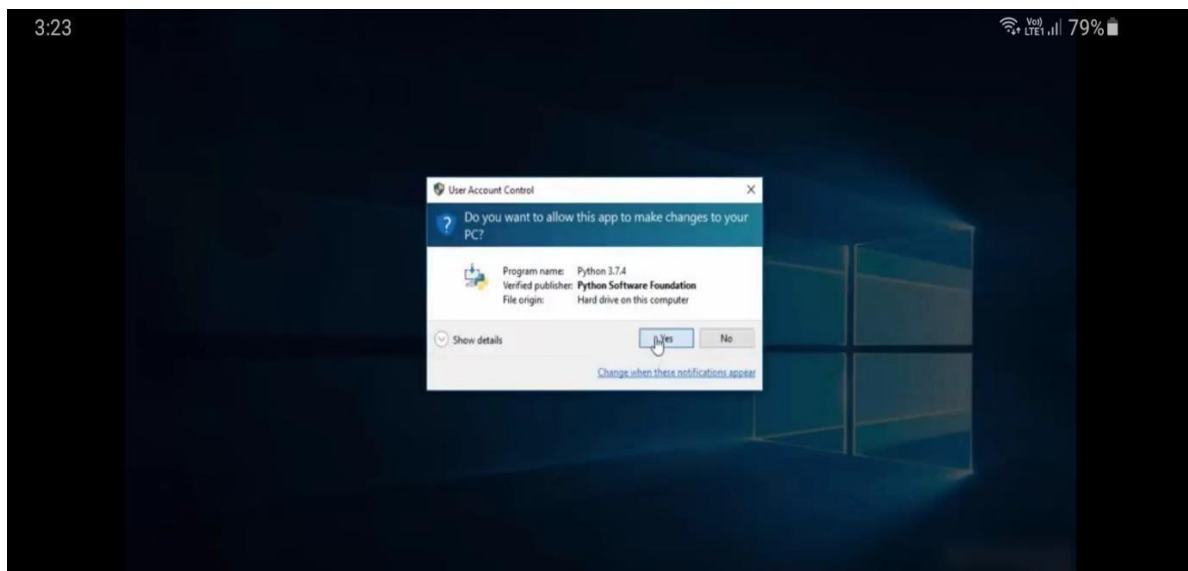 3:23
Vo)) LTE1 79%
User Account Control
Do you want to allow this app to make changes to your
PC?
Program name: Python 3.7.4
Verified publisher: Python Software Foundation
File origin: Hard drive on this computer
Show details Yes No
Change when these notifications appear